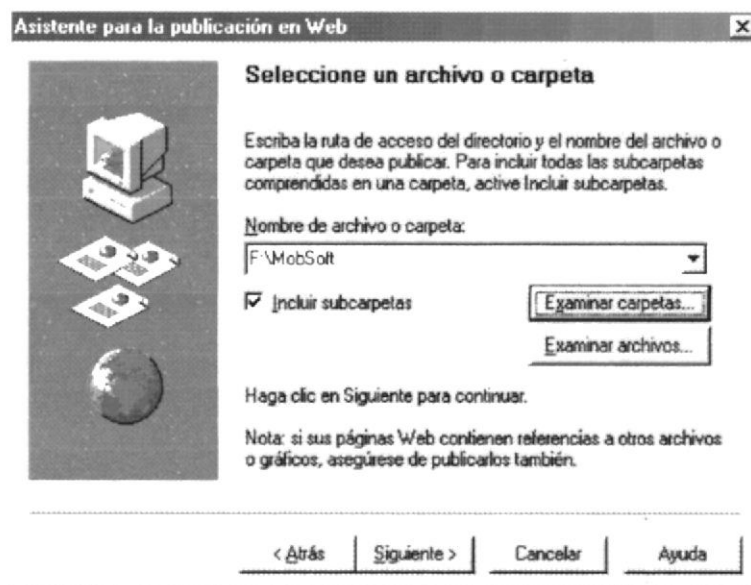 Asistente para la publicación en Web
Seleccione un archivo o carpeta
Escriba la ruta de acceso del directorio y el nombre del archivo o
carpeta que desea publicar. Para incluir todas las subcarpetas
comprendidas en una carpeta, active Incluir subcarpetas.
Nombre de archivo o carpeta:
F:\MobSoft
Incluir subcarpetas
Examinar carpetas...
Examinar archivos...
Haga clic en Siguiente para continuar.
Nota: si sus páginas Web contienen referencias a otros archivos
o gráficos, asegúrese de publicarlos también.
< Atrás
Siguiente >
Cancelar
Ayuda